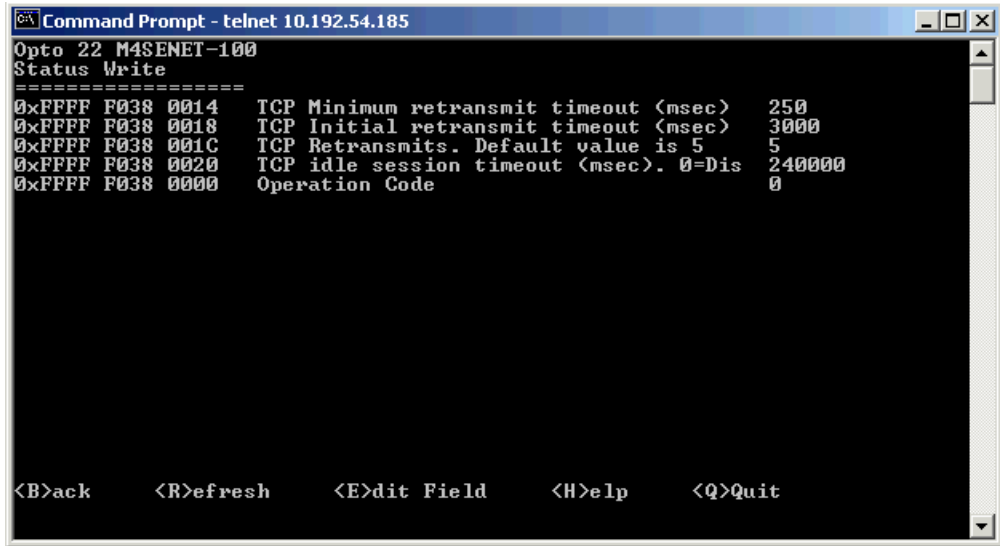 Command Prompt - telnet 10.192.54.185
Opto 22 M4SENET-100
Status Write
==================
0xFFFF F038 0014 TCP Minimum retransmit timeout (msec) 250
0xFFFF F038 0018 TCP Initial retransmit timeout (msec) 3000
0xFFFF F038 001C TCP Retransmits. Default value is 5 5
0xFFFF F038 0020 TCP idle session timeout (msec). 0=Dis 240000
0xFFFF F038 0000 Operation Code 0
<B>ack <R>efresh <E>dit Field <H>elp <Q>Quit